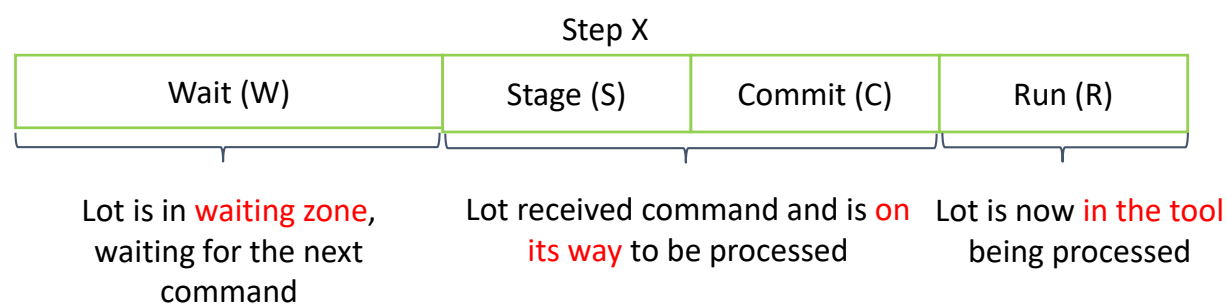 Step X
Wait (W)
Stage (S)
Commit (C)
Run (R)
Lot is in waiting zone,
waiting for the next
command
Lot received command and is on
its way to be processed
Lot is now in the tool
being processed